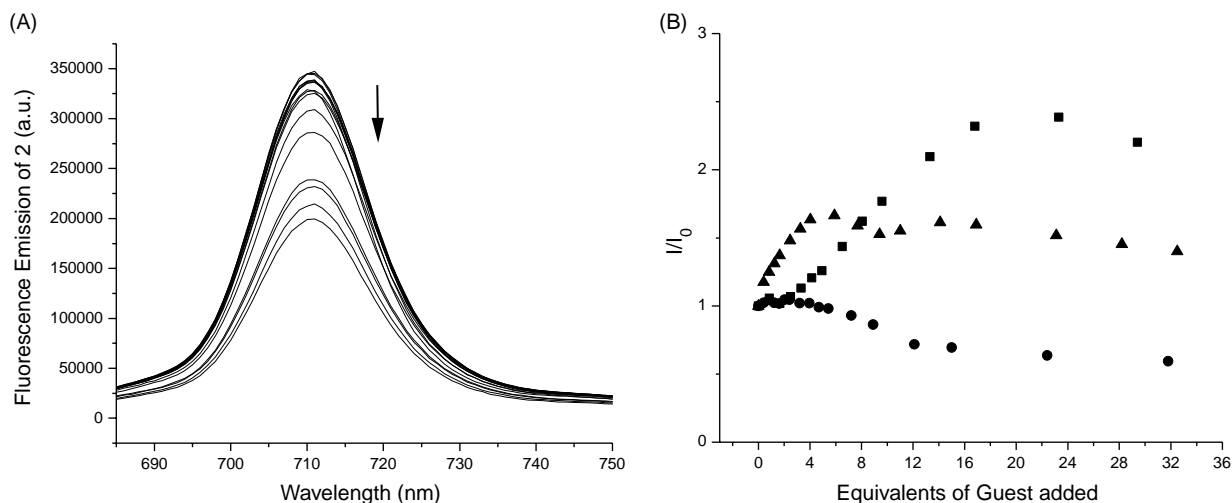 (A)
Fluorescence Emission of 2 (a.u.)
350000
300000
250000
200000
150000
100000
50000
0
690 700 710 720 730 740 750
Wavelength (nm)
(B)
I/I0
3
2
1
0
0 4 8 12 16 20 24 28 32 36
Equivalents of Guest added